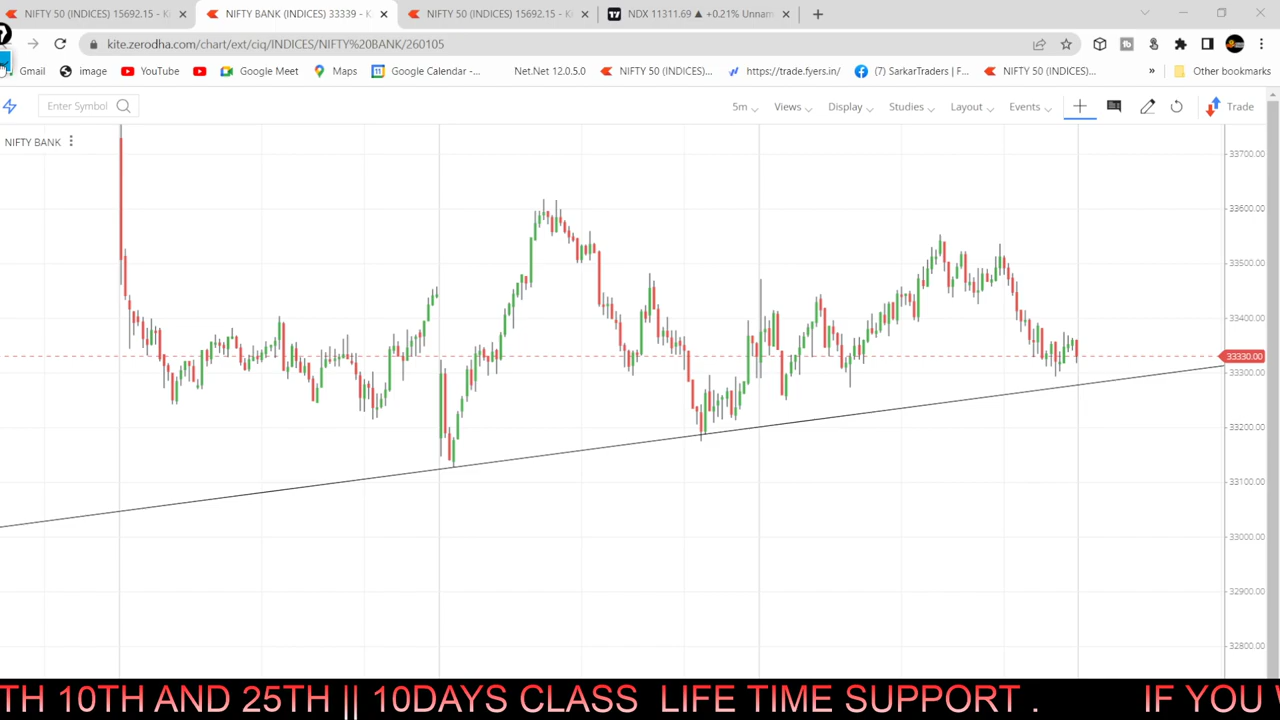 NIFTY 50 (INDICES) 15692.15 - K
NIFTY BANK (INDICES) 33339 - K
NIFTY 50 (INDICES) 15692.15 - K
NDX 11311.69 ▲ +0.21% Unnam
kite.zerodha.com/chart/ext/ciq/INDICES/NIFTY%20BANK/260105
Gmail image YouTube Google Meet Maps Google Calendar -... Net.Net 12.0.5.0 NIFTY 50 (INDICES)... https://trade.fyers.in/ (7) SarkarTraders | F... NIFTY 50 (INDICES)... » Other bookmarks
Enter Symbol 5m Views Display Studies Layout Events Trade
NIFTY BANK
33700.00
33600.00
33500.00
33400.00
33330.00
33300.00
33200.00
33100.00
33000.00
32900.00
32800.00
TH 10TH AND 25TH || 10DAYS CLASS LIFE TIME SUPPORT . IF YOU